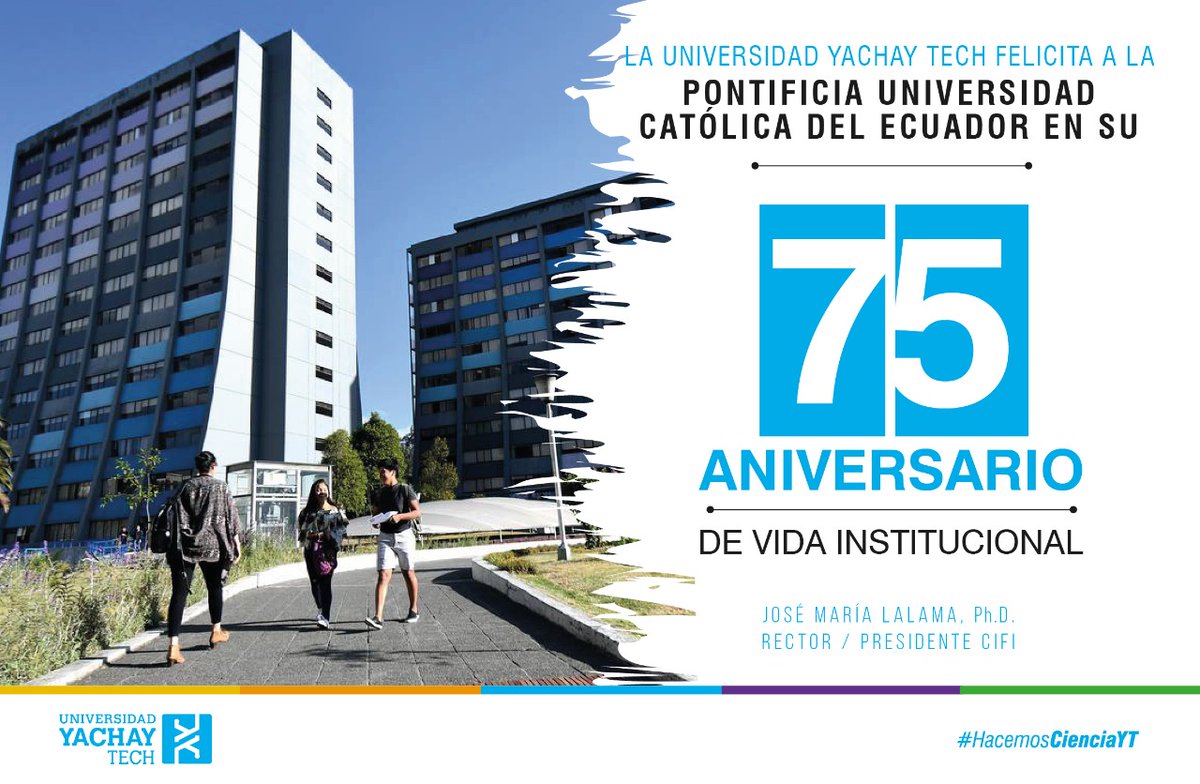 LA UNIVERSIDAD YACHAY TECH FELICITA A LA
PONTIFICIA UNIVERSIDAD
CATÓLICA DEL ECUADOR EN SU
75
ANIVERSARIO
DE VIDA INSTITUCIONAL
JOSÉ MARÍA LALAMA, Ph.D.
RECTOR / PRESIDENTE CIFI
UNIVERSIDAD
YACHAY
TECH
#HacemosCienciaYT